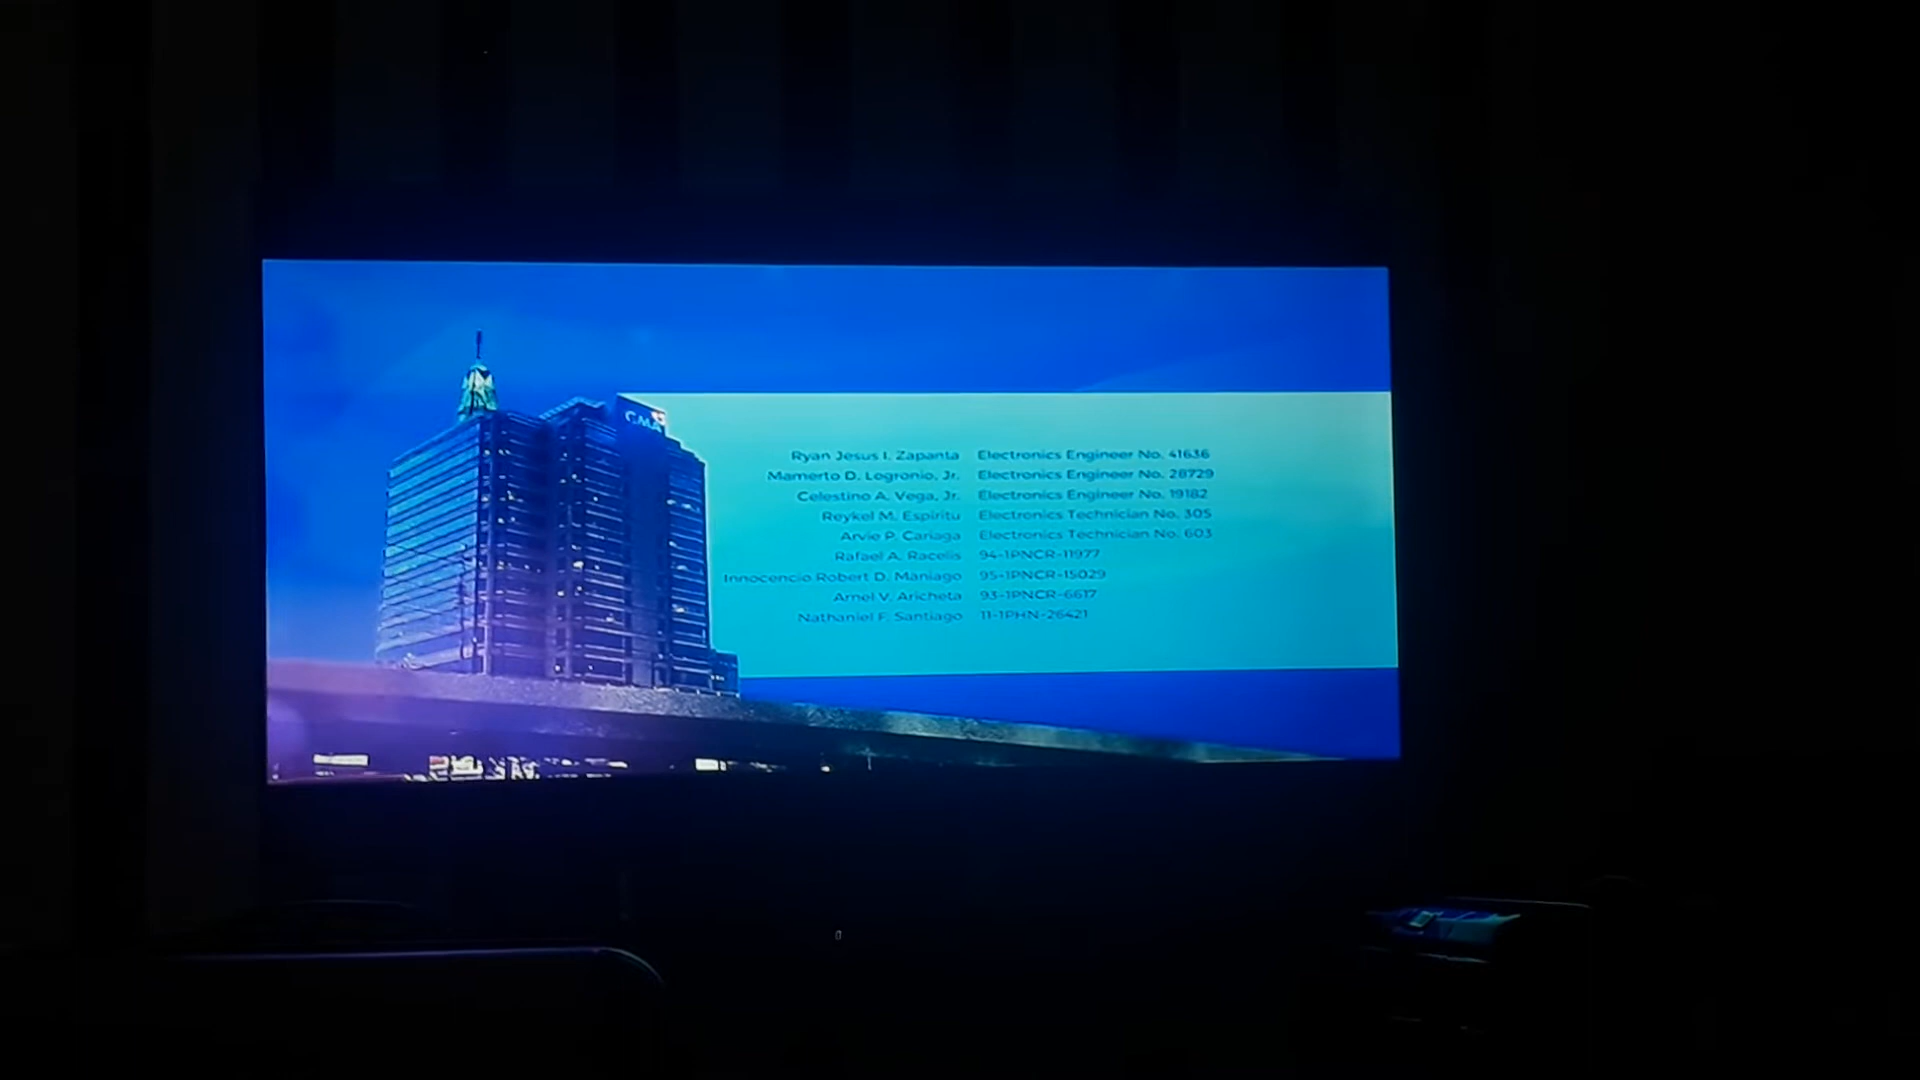 GMA
Ryan Jesus I. Zapanta Electronics Engineer No. 41636
Mamerto D. Logronio, Jr. Electronics Engineer No. 28729
Celestino A. Vega, Jr. Electronics Engineer No. 19182
Reykel M. Espiritu Electronics Technician No. 305
Arvie P. Cariaga Electronics Technician No. 603
Rafael A. Racelis 94-1PNCR-11977
Innocencio Robert D. Maniago 95-1PNCR-15029
Arnel V. Aricheta 93-1PNCR-6617
Nathaniel F. Santiago 11-1PHN-26421